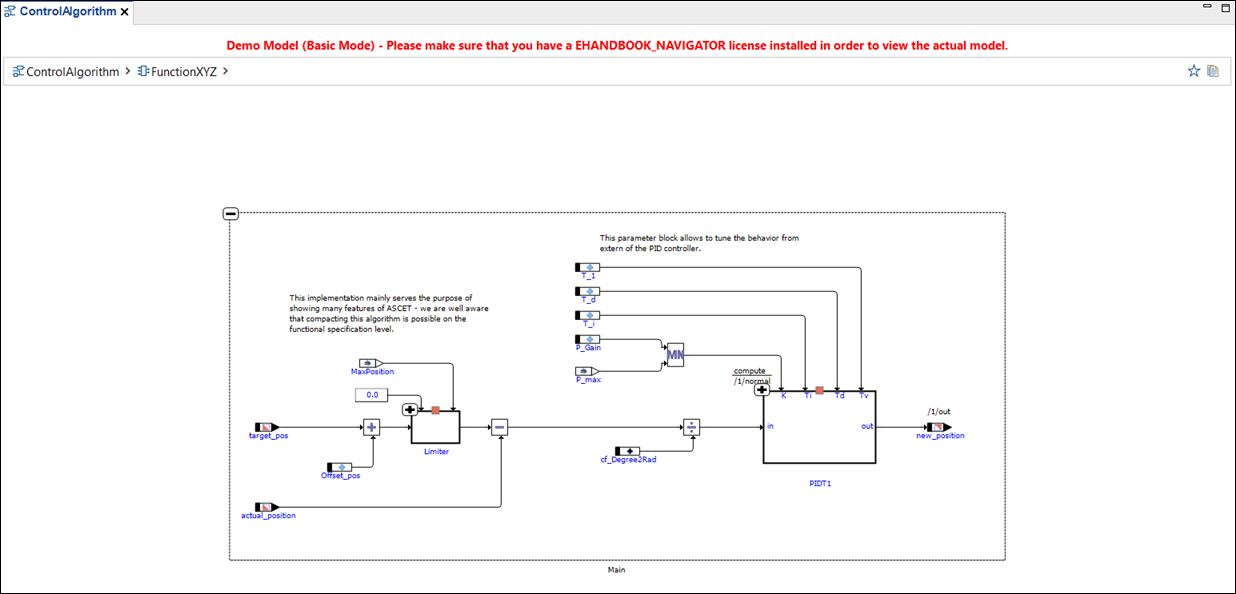 ControlAlgorithm
Demo Model (Basic Mode) - Please make sure that you have a EHANDBOOK_NAVIGATOR license installed in order to view the actual model.
ControlAlgorithm > FunctionXYZ >
This parameter block allows to tune the behavior from
extern of the PID controller.
T_1
T_d
This implementation mainly serves the purpose of
showing many features of ASCET - we are well aware
that compacting this algorithm is possible on the
functional specification level.
T_i
P_Gain
MN
MaxPosition
P_max
compute
/1/normal
0.0
K Ti Td Tv
/1/out
target_pos
in
out
new_position
Limiter
cf_Degree2Rad
Offset_pos
PIDT1
actual_position
Main